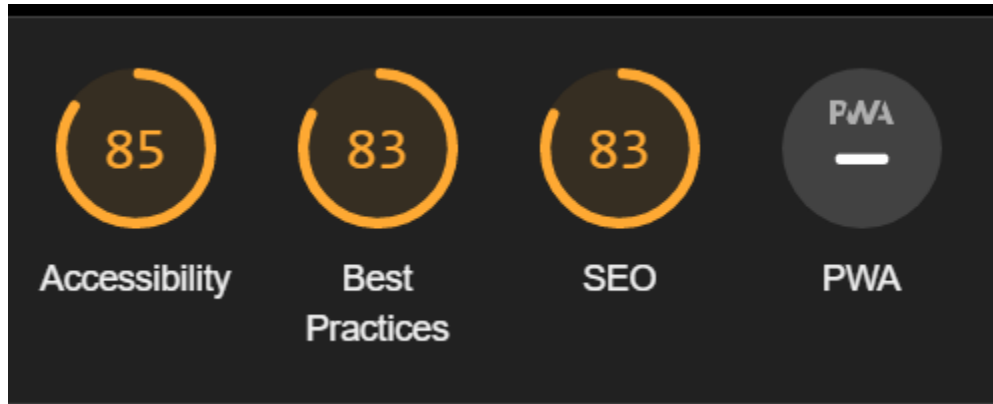 85
83
83
PWA
Accessibility
Best
Practices
SEO
PWA